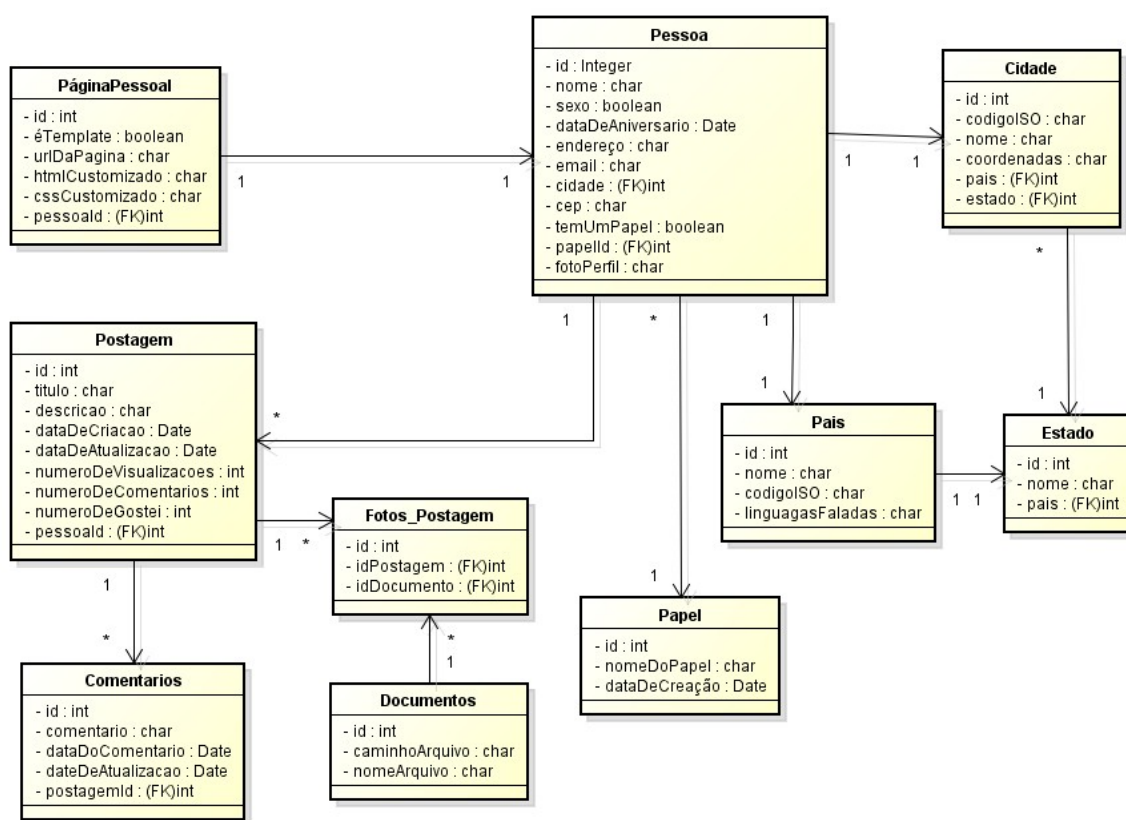 PáginaPessoal
- id : int
- éTemplate : boolean
- urlDaPagina : char
- htmlCustomizado : char
- cssCustomizado : char
- pessoaId : (FK)int
1
1
Pessoa
- id : Integer
- nome : char
- sexo : boolean
- dataDeAniversario : Date
- endereço : char
- email : char
- cidade : (FK)int
- cep : char
- temUmPapel : boolean
- papelId : (FK)int
- fotoPerfil : char
1
1
Cidade
- id : int
- codigoISO : char
- nome : char
- coordenadas : char
- pais : (FK)int
- estado : (FK)int
*
1
1
*
1
*
1
1
Postagem
- id : int
- titulo : char
- descricao : char
- dataDeCriacao : Date
- dataDeAtualizacao : Date
- numeroDeVisualizacoes : int
- numeroDeComentarios : int
- numeroDeGostei : int
- pessoaId : (FK)int
1
*
Pais
- id : int
- nome : char
- codigoISO : char
- linguagasFaladas : char
1
1
Estado
- id : int
- nome : char
- pais : (FK)int
Fotos_Postagem
- id : int
- idPostagem : (FK)int
- idDocumento : (FK)int
1
*
*
1
1
Papel
- id : int
- nomeDoPapel : char
- dataDeCreação : Date
Comentarios
- id : int
- comentario : char
- dataDoComentario : Date
- dateDeAtualizacao : Date
- postagemId : (FK)int
Documentos
- id : int
- caminhoArquivo : char
- nomeArquivo : char